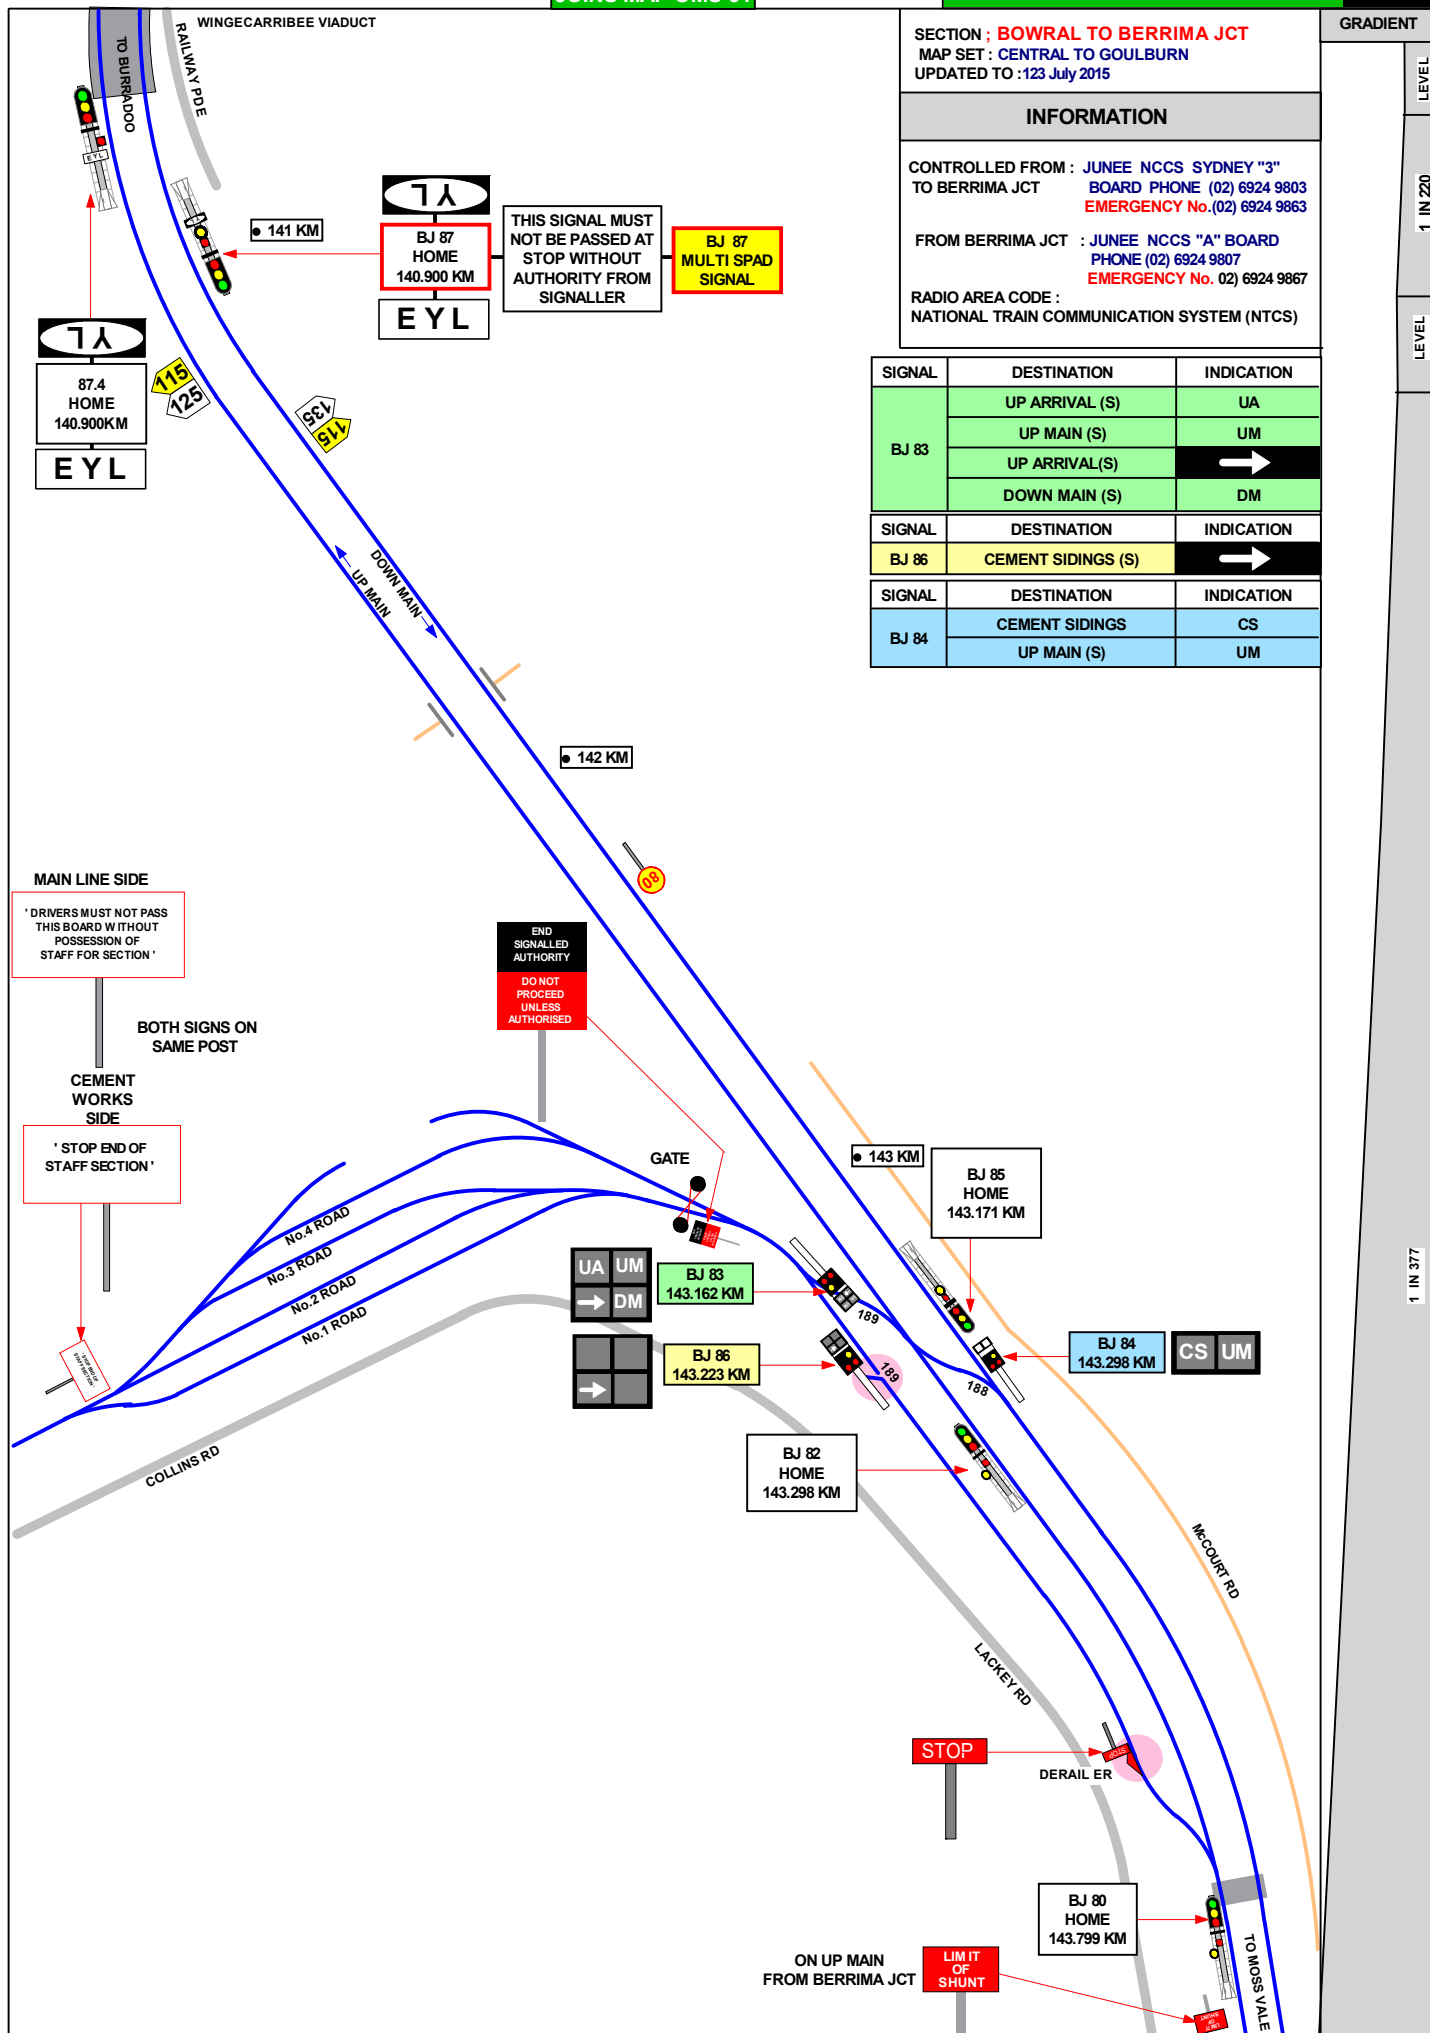 WINGECARRIBEE VIADUCT
TO BURRADOO
RAILWAY PDE
SECTION ; BOWRAL TO BERRIMA JCT
MAP SET : CENTRAL TO GOULBURN
UPDATED TO :123 July 2015
INFORMATION
CONTROLLED FROM : JUNEE NCCS SYDNEY "3"
TO BERRIMA JCT BOARD PHONE (02) 6924 9803
EMERGENCY No.(02) 6924 9863
FROM BERRIMA JCT : JUNEE NCCS "A" BOARD
PHONE (02) 6924 9807
EMERGENCY No. 02) 6924 9867
RADIO AREA CODE :
NATIONAL TRAIN COMMUNICATION SYSTEM (NTCS)
GRADIENT
LEVEL
1 IN 220
LEVEL
1 IN 377
EYL
141 KM
YL
BJ 87
HOME
140.900 KM
EYL
THIS SIGNAL MUST
NOT BE PASSED AT
STOP WITHOUT
AUTHORITY FROM
SIGNALLER
BJ 87
MULTI SPAD
SIGNAL
YL
87.4
HOME
140.900KM
EYL
115
125
135
115
SIGNAL DESTINATION INDICATION
BJ 83
UP ARRIVAL (S) UA
UP MAIN (S) UM
UP ARRIVAL(S)
DOWN MAIN (S) DM
SIGNAL DESTINATION INDICATION
BJ 86 CEMENT SIDINGS (S)
SIGNAL DESTINATION INDICATION
BJ 84
CEMENT SIDINGS CS
UP MAIN (S) UM
UP MAIN
DOWN MAIN
142 KM
80
MAIN LINE SIDE
' DRIVERS MUST NOT PASS
THIS BOARD WITHOUT
POSSESSION OF
STAFF FOR SECTION '
BOTH SIGNS ON
SAME POST
CEMENT
WORKS
SIDE
' STOP END OF
STAFF SECTION '
END
SIGNALLED
AUTHORITY
DO NOT
PROCEED
UNLESS
AUTHORISED
GATE
143 KM
BJ 85
HOME
143.171 KM
No.4 ROAD
No.3 ROAD
No.2 ROAD
No.1 ROAD
' STOP END OF
STAFF SECTION '
COLLINS RD
UA UM
DM
BJ 83
143.162 KM
BJ 86
143.223 KM
189
189
188
BJ 84
143.298 KM
CS UM
BJ 82
HOME
143.298 KM
McCOURT RD
LACKEY RD
STOP
STOP
DERAILER
BJ 80
HOME
143.799 KM
ON UP MAIN
FROM BERRIMA JCT
LIMIT
OF
SHUNT
LIMIT
OF
SHUNT
TO MOSS VALE